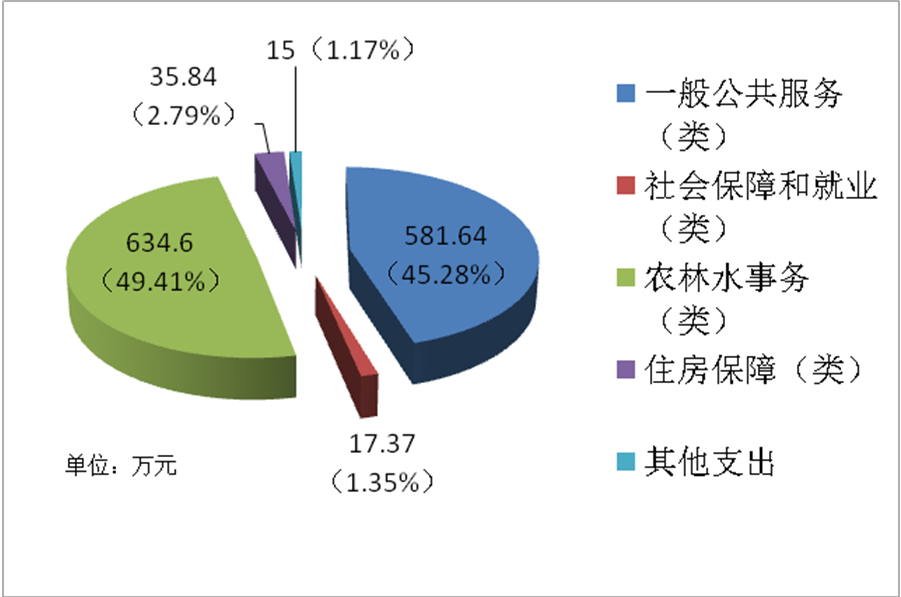 15（1.17%）
35.84
（2.79%）
634.6
（49.41%）
581.64
（45.28%）
17.37
（1.35%）
单位：万元
一般公共服务
（类）
社会保障和就业
（类）
农林水事务
（类）
住房保障（类）
其他支出